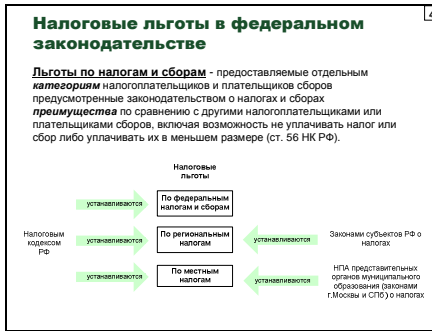 Налоговые льготы в федеральном
законодательстве
Льготы по налогам и сборам - предоставляемые отдельным
категориям налогоплательщиков и плательщиков сборов
предусмотренные законодательством о налогах и сборах
преимущества по сравнению с другими налогоплательщиками или
плательщиками сборов, включая возможность не уплачивать налог или
сбор либо уплачивать их в меньшем размере (ст. 56 НК РФ).
Налоговые
льготы
устанавливаются
По федеральным
налогам и сборам
Налоговым
кодексом
РФ
устанавливаются
По региональным
налогам
устанавливаются
Законами субъектов РФ о
налогах
устанавливаются
По местным
налогам
устанавливаются
НПА представительных
органов муниципального
образования (законами
г.Москвы и СПб) о налогах